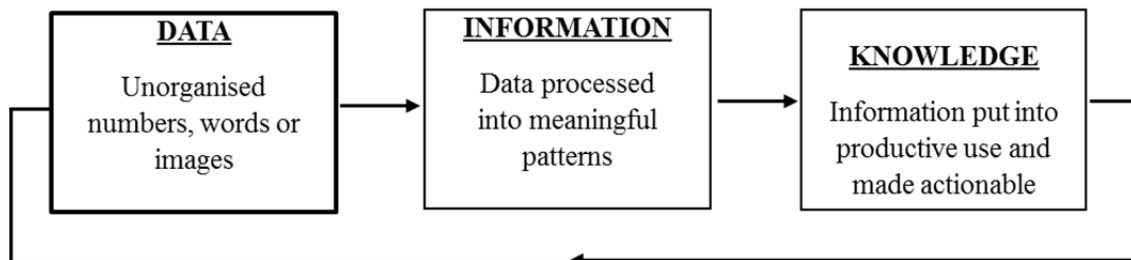 DATA
Unorganised
numbers, words or
images
INFORMATION
Data processed
into meaningful
patterns
KNOWLEDGE
Information put into
productive use and
made actionable